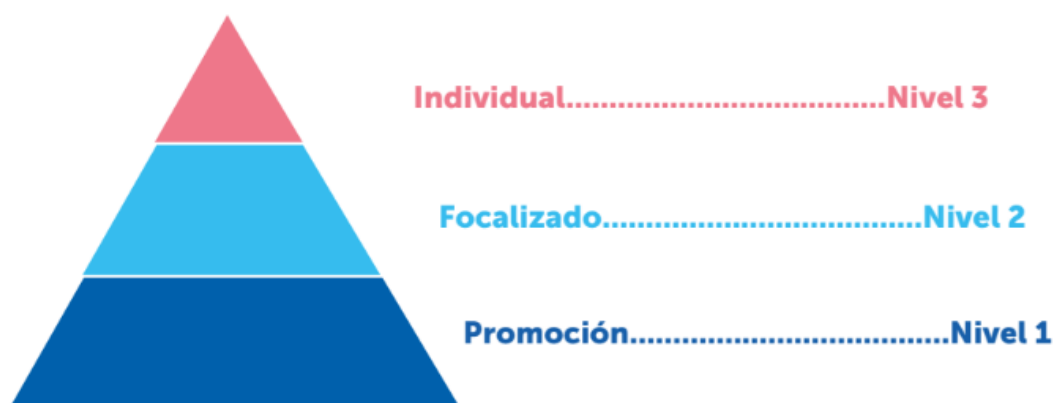 Individual.....................................Nivel 3
Focalizado.....................................Nivel 2
Promoción.....................................Nivel 1